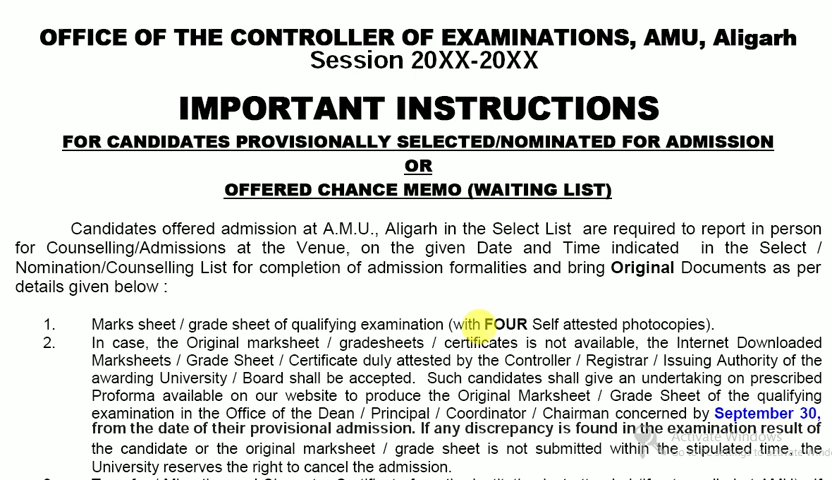 OFFICE OF THE CONTROLLER OF EXAMINATIONS, AMU, Aligarh
Session 20XX-20XX
IMPORTANT INSTRUCTIONS
FOR CANDIDATES PROVISIONALLY SELECTED/NOMINATED FOR ADMISSION
OR
OFFERED CHANCE MEMO (WAITING LIST)
Candidates offered admission at A.M.U., Aligarh in the Select List are required to report in person
for Counselling/Admissions at the Venue, on the given Date and Time indicated in the Select /
Nomination/Counselling List for completion of admission formalities and bring Original Documents as per
details given below :
1. Marks sheet / grade sheet of qualifying examination (with FOUR Self attested photocopies).
2. In case, the Original marksheet / gradesheets / certificates is not available, the Internet Downloaded
Marksheets / Grade Sheet / Certificate duly attested by the Controller / Registrar / Issuing Authority of the
awarding University / Board shall be accepted. Such candidates shall give an undertaking on prescribed
Proforma available on our website to produce the Original Marksheet / Grade Sheet of the qualifying
examination in the Office of the Dean / Principal / Coordinator / Chairman concerned by September 30,
from the date of their provisional admission. If any discrepancy is found in the examination result of
the candidate or the original marksheet / grade sheet is not submitted within the stipulated time, the
University reserves the right to cancel the admission.
Activate Windows